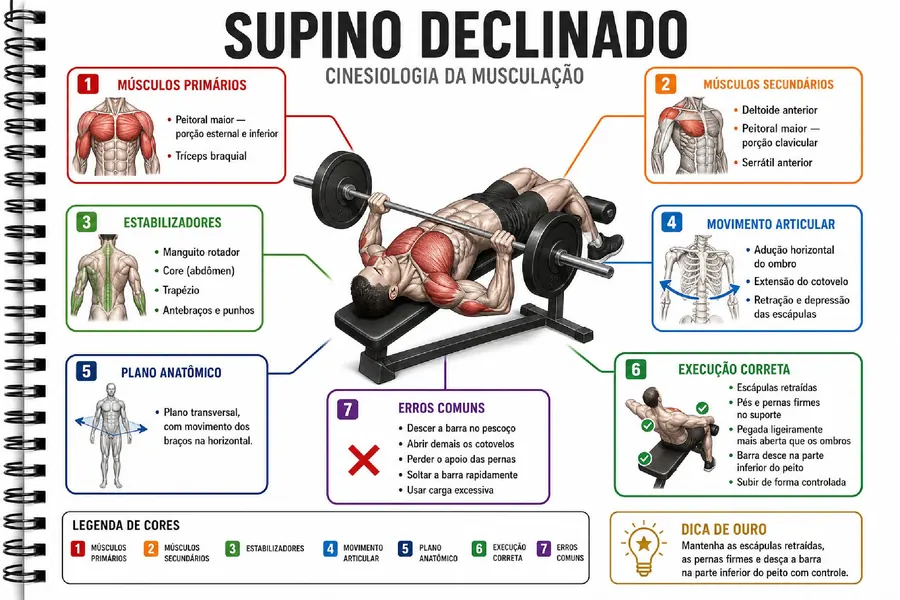 SUPINO DECLINADO
CINESIOLOGIA DA MUSCULAÇÃO
1 MÚSCULOS PRIMÁRIOS
• Peitoral maior —
porção esternal e inferior
• Tríceps braquial
2 MÚSCULOS SECUNDÁRIOS
• Deltoide anterior
• Peitoral maior —
porção clavicular
• Serrátil anterior
3 ESTABILIZADORES
• Manguito rotador
• Core (abdômen)
• Trapézio
• Antebraços e punhos
4 MOVIMENTO ARTICULAR
• Adução horizontal
do ombro
• Extensão do cotovelo
• Retração e depressão
das escápulas
5 PLANO ANATÔMICO
• Plano transversal,
com movimento dos
braços na horizontal.
6 EXECUÇÃO CORRETA
• Escápulas retraídas
• Pés e pernas firmes
no suporte
• Pegada ligeiramente
mais aberta que os ombros
• Barra desce na parte
inferior do peito
• Subir de forma controlada
7 ERROS COMUNS
• Descer a barra no pescoço
• Abrir demais os cotovelos
• Perder o apoio das pernas
• Soltar a barra rapidamente
• Usar carga excessiva
LEGENDA DE CORES
1 MÚSCULOS
PRIMÁRIOS
2 MÚSCULOS
SECUNDÁRIOS
3 ESTABILIZADORES
4 MOVIMENTO
ARTICULAR
5 PLANO
ANATÔMICO
6 EXECUÇÃO
CORRETA
7 ERROS
COMUNS
DICA DE OURO
Mantenha as escápulas retraídas,
as pernas firmes e desça a barra
na parte inferior do peito com controle.